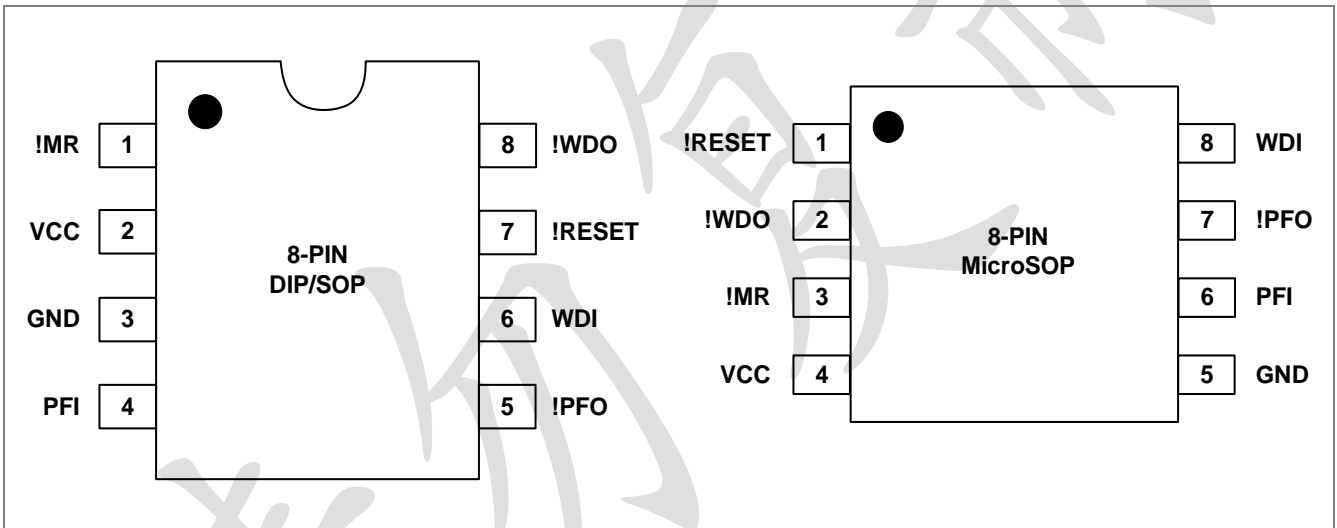 !MR 1
8 !WDO
VCC 2
7 !RESET
8-PIN
DIP/SOP
GND 3
6 WDI
PFI 4
5 !PFO
!RESET 1
8 WDI
!WDO 2
7 !PFO
8-PIN
MicroSOP
!MR 3
6 PFI
VCC 4
5 GND